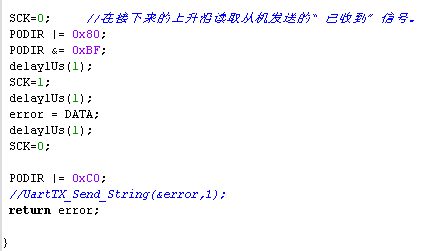 SCK=0;    //在接下来的上升沿读取从机发送的“已收到”信号。
P0DIR |= 0x80;
P0DIR &= 0xBF;
delay1Us(1);
SCK=1;
delay1Us(1);
error = DATA;
delay1Us(1);
SCK=0;
P0DIR |= 0xC0;
//UartTX_Send_String(&error,1);
return error;
}